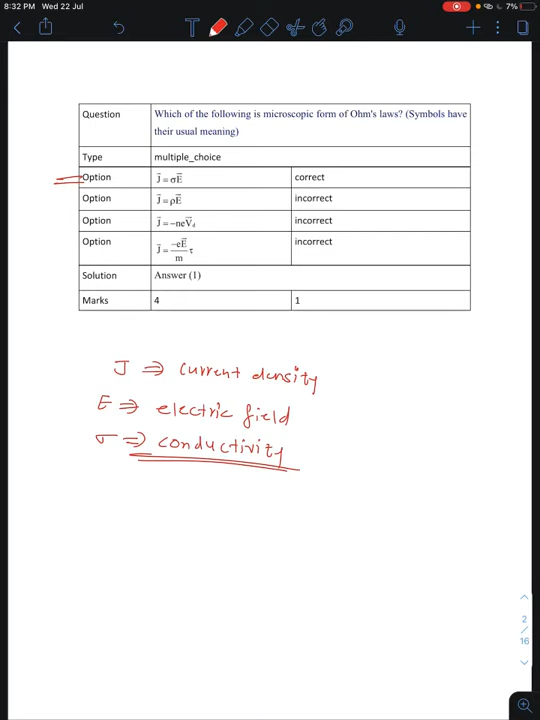 8:32 PM Wed 22 Jul 7%
Question Which of the following is microscopic form of Ohm's laws? (Symbols have
their usual meaning)
Type multiple_choice
Option J⃗ = σE⃗ correct
Option J⃗ = ρE⃗ incorrect
Option J⃗ = −neV⃗d incorrect
Option J⃗ = −eE⃗/m τ incorrect
Solution Answer (1)
Marks 4 1
J ⇒ current density
E ⇒ electric field
σ ⇒ conductivity
2
/
16